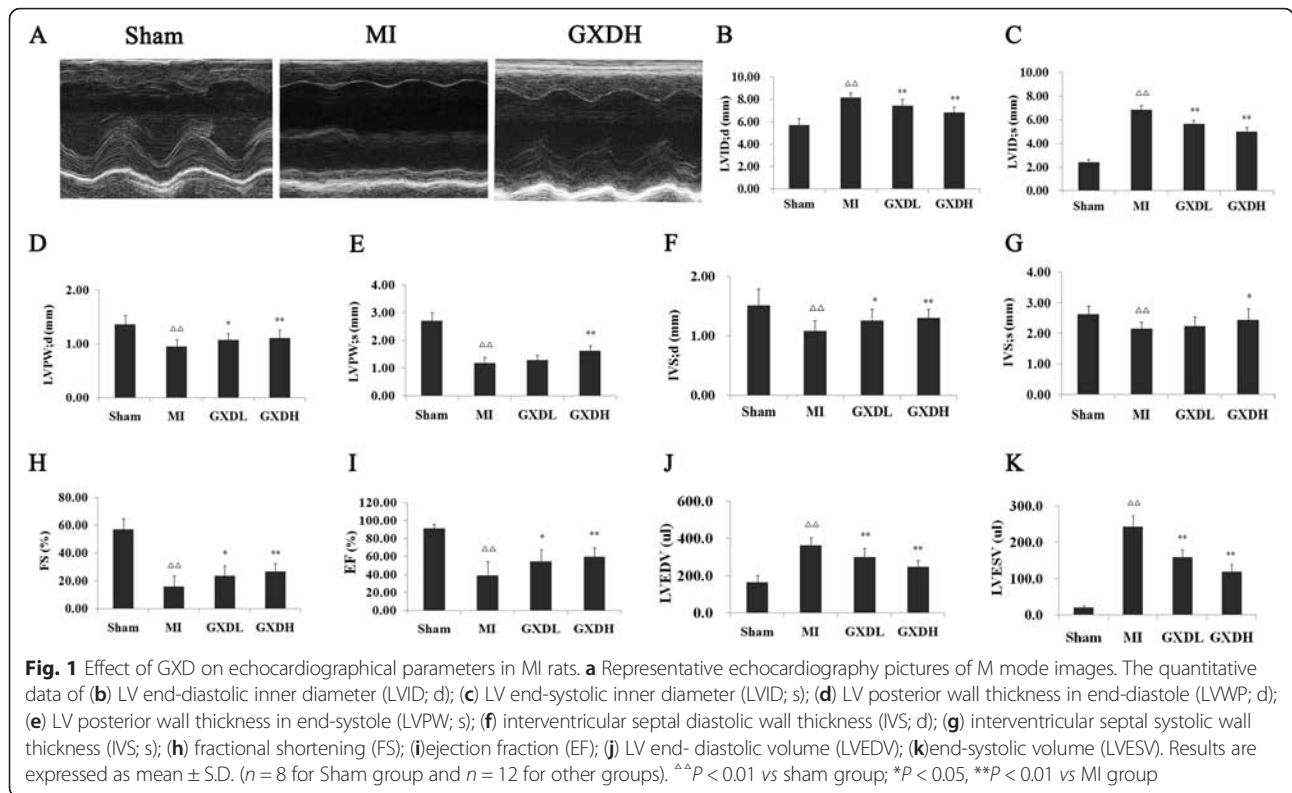 A Sham MI GXDH
B
10.00
8.00
6.00
4.00
2.00
0.00
LVID;d (mm)
△△ ** **
Sham MI GXDL GXDH
C
10.00
8.00
6.00
4.00
2.00
0.00
LVID;s (mm)
△△ ** **
Sham MI GXDL GXDH
D
2.00
1.00
0.00
LVPW;d (mm)
△△ * **
Sham MI GXDL GXDH
E
4.00
3.00
2.00
1.00
0.00
LVPW;s (mm)
△△ **
Sham MI GXDL GXDH
F
2.00
1.00
0.00
IVS;d (mm)
△△ * **
Sham MI GXDL GXDH
G
4.00
3.00
2.00
1.00
0.00
IVS;s (mm)
△△ *
Sham MI GXDL GXDH
H
80.00
60.00
40.00
20.00
0.00
FS (%)
△△ * **
Sham MI GXDL GXDH
I
120.00
100.00
80.00
60.00
40.00
20.00
0.00
EF (%)
△△ * **
Sham MI GXDL GXDH
J
600.0
400.0
200.0
0.0
LVEDV (ul)
△△ ** **
Sham MI GXDL GXDH
K
300.0
200.0
100.0
0.0
LVESV (ul)
△△ ** **
Sham MI GXDL GXDH
Fig. 1 Effect of GXD on echocardiographical parameters in MI rats. a Representative echocardiography pictures of M mode images. The quantitative
data of (b) LV end-diastolic inner diameter (LVID; d); (c) LV end-systolic inner diameter (LVID; s); (d) LV posterior wall thickness in end-diastole (LVWP; d);
(e) LV posterior wall thickness in end-systole (LVPW; s); (f) interventricular septal diastolic wall thickness (IVS; d); (g) interventricular septal systolic wall
thickness (IVS; s); (h) fractional shortening (FS); (i)ejection fraction (EF); (j) LV end- diastolic volume (LVEDV); (k)end-systolic volume (LVESV). Results are
expressed as mean ± S.D. (n = 8 for Sham group and n = 12 for other groups). △△P < 0.01 vs sham group; *P < 0.05, **P < 0.01 vs MI group